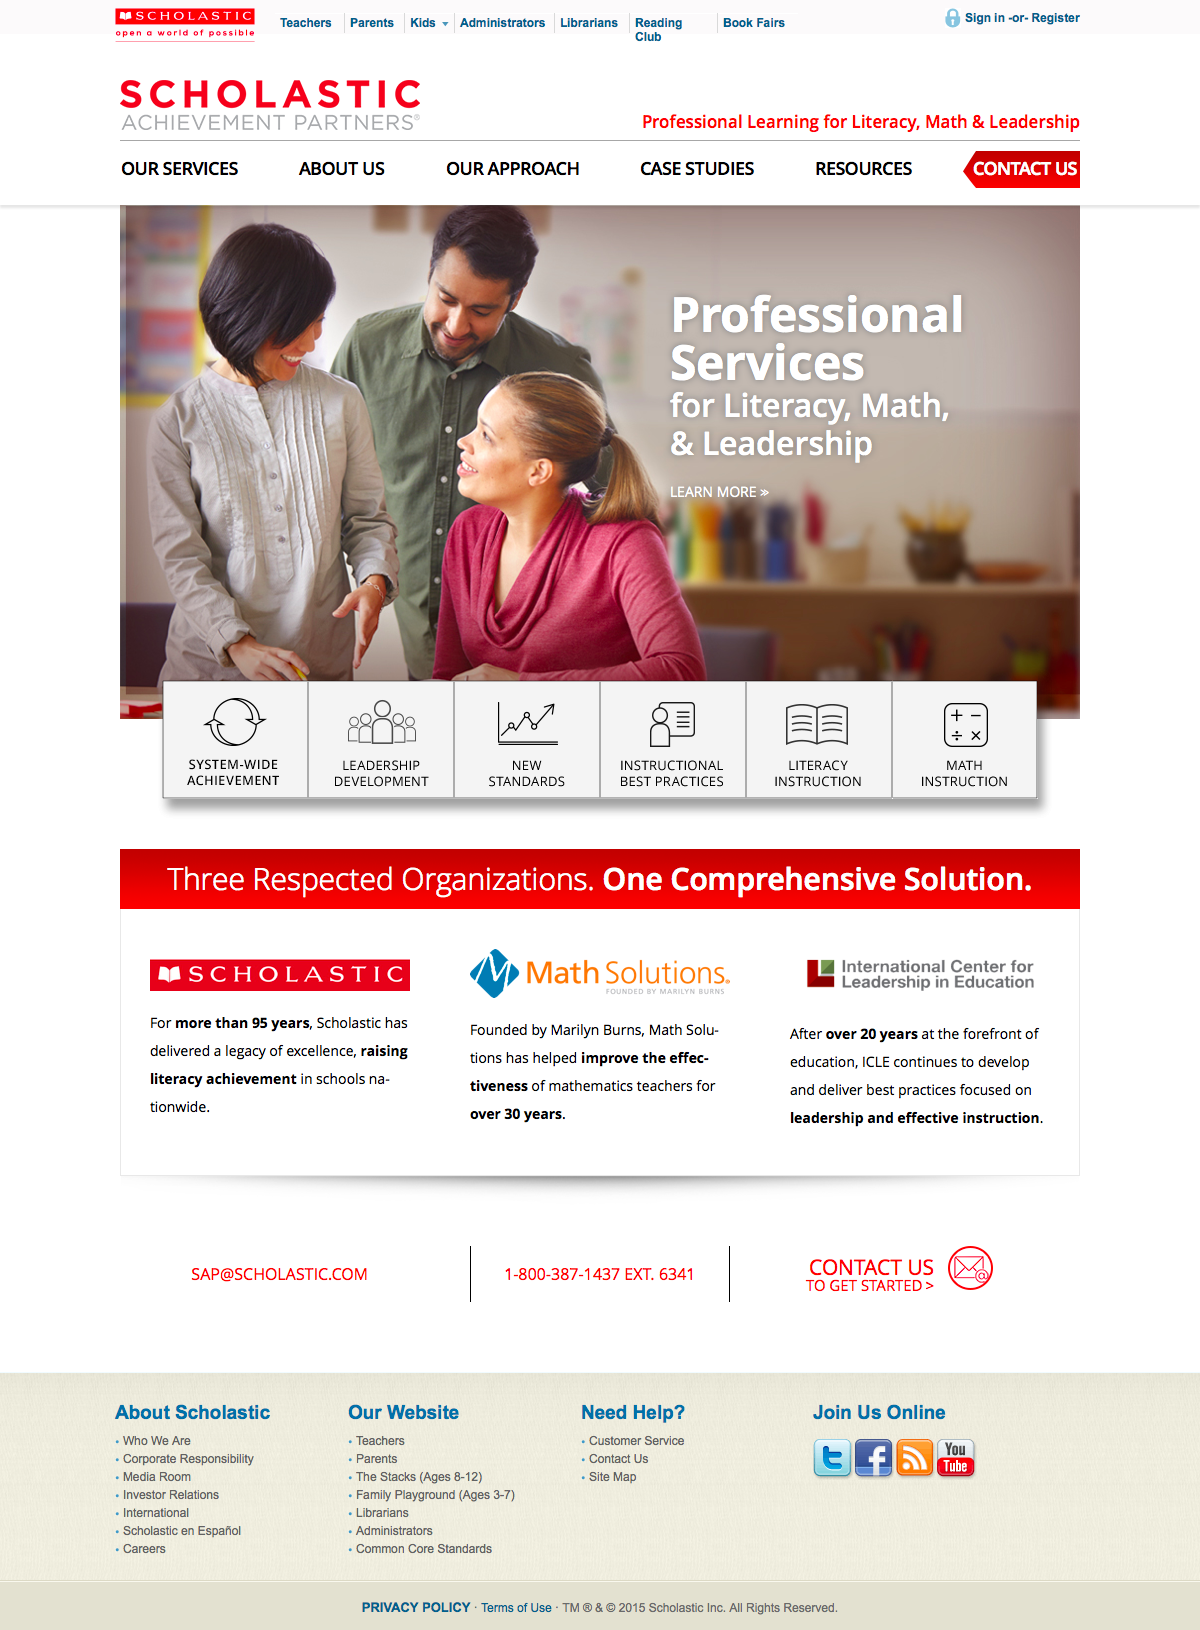 SCHOLASTIC
open a world of possible
Teachers
Parents
Kids
Administrators
Librarians
Reading
Club
Book Fairs
Sign in -or- Register
SCHOLASTIC
ACHIEVEMENT PARTNERS®
Professional Learning for Literacy, Math & Leadership
OUR SERVICES
ABOUT US
OUR APPROACH
CASE STUDIES
RESOURCES
CONTACT US
Professional
Services
for Literacy, Math,
& Leadership
LEARN MORE »
SYSTEM-WIDE
ACHIEVEMENT
LEADERSHIP
DEVELOPMENT
NEW
STANDARDS
INSTRUCTIONAL
BEST PRACTICES
LITERACY
INSTRUCTION
MATH
INSTRUCTION
Three Respected Organizations. One Comprehensive Solution.
SCHOLASTIC
For more than 95 years, Scholastic has
delivered a legacy of excellence, raising
literacy achievement in schools na-
tionwide.
Math Solutions®
FOUNDED BY MARILYN BURNS
Founded by Marilyn Burns, Math Solu-
tions has helped improve the effec-
tiveness of mathematics teachers for
over 30 years.
International Center for
Leadership in Education
After over 20 years at the forefront of
education, ICLE continues to develop
and deliver best practices focused on
leadership and effective instruction.
SAP@SCHOLASTIC.COM
1-800-387-1437 EXT. 6341
CONTACT US
TO GET STARTED >
About Scholastic
• Who We Are
• Corporate Responsibility
• Media Room
• Investor Relations
• International
• Scholastic en Español
• Careers
Our Website
• Teachers
• Parents
• The Stacks (Ages 8-12)
• Family Playground (Ages 3-7)
• Librarians
• Administrators
• Common Core Standards
Need Help?
• Customer Service
• Contact Us
• Site Map
Join Us Online
You
Tube
PRIVACY POLICY · Terms of Use · TM ® & © 2015 Scholastic Inc. All Rights Reserved.